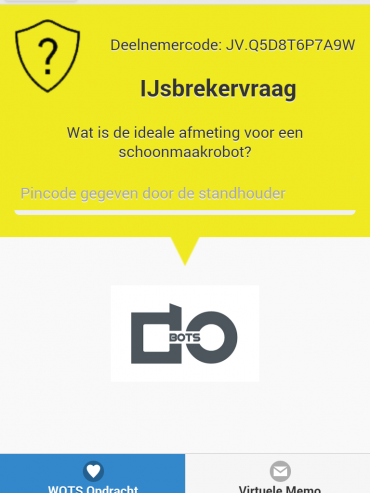 Deelnemercode: JV.Q5D8T6P7A9W
IJsbrekervraag
Wat is de ideale afmeting voor een
schoonmaakrobot?
Pincode gegeven door de standhouder
do
BOTS
WOTS Opdracht
Virtuele Memo